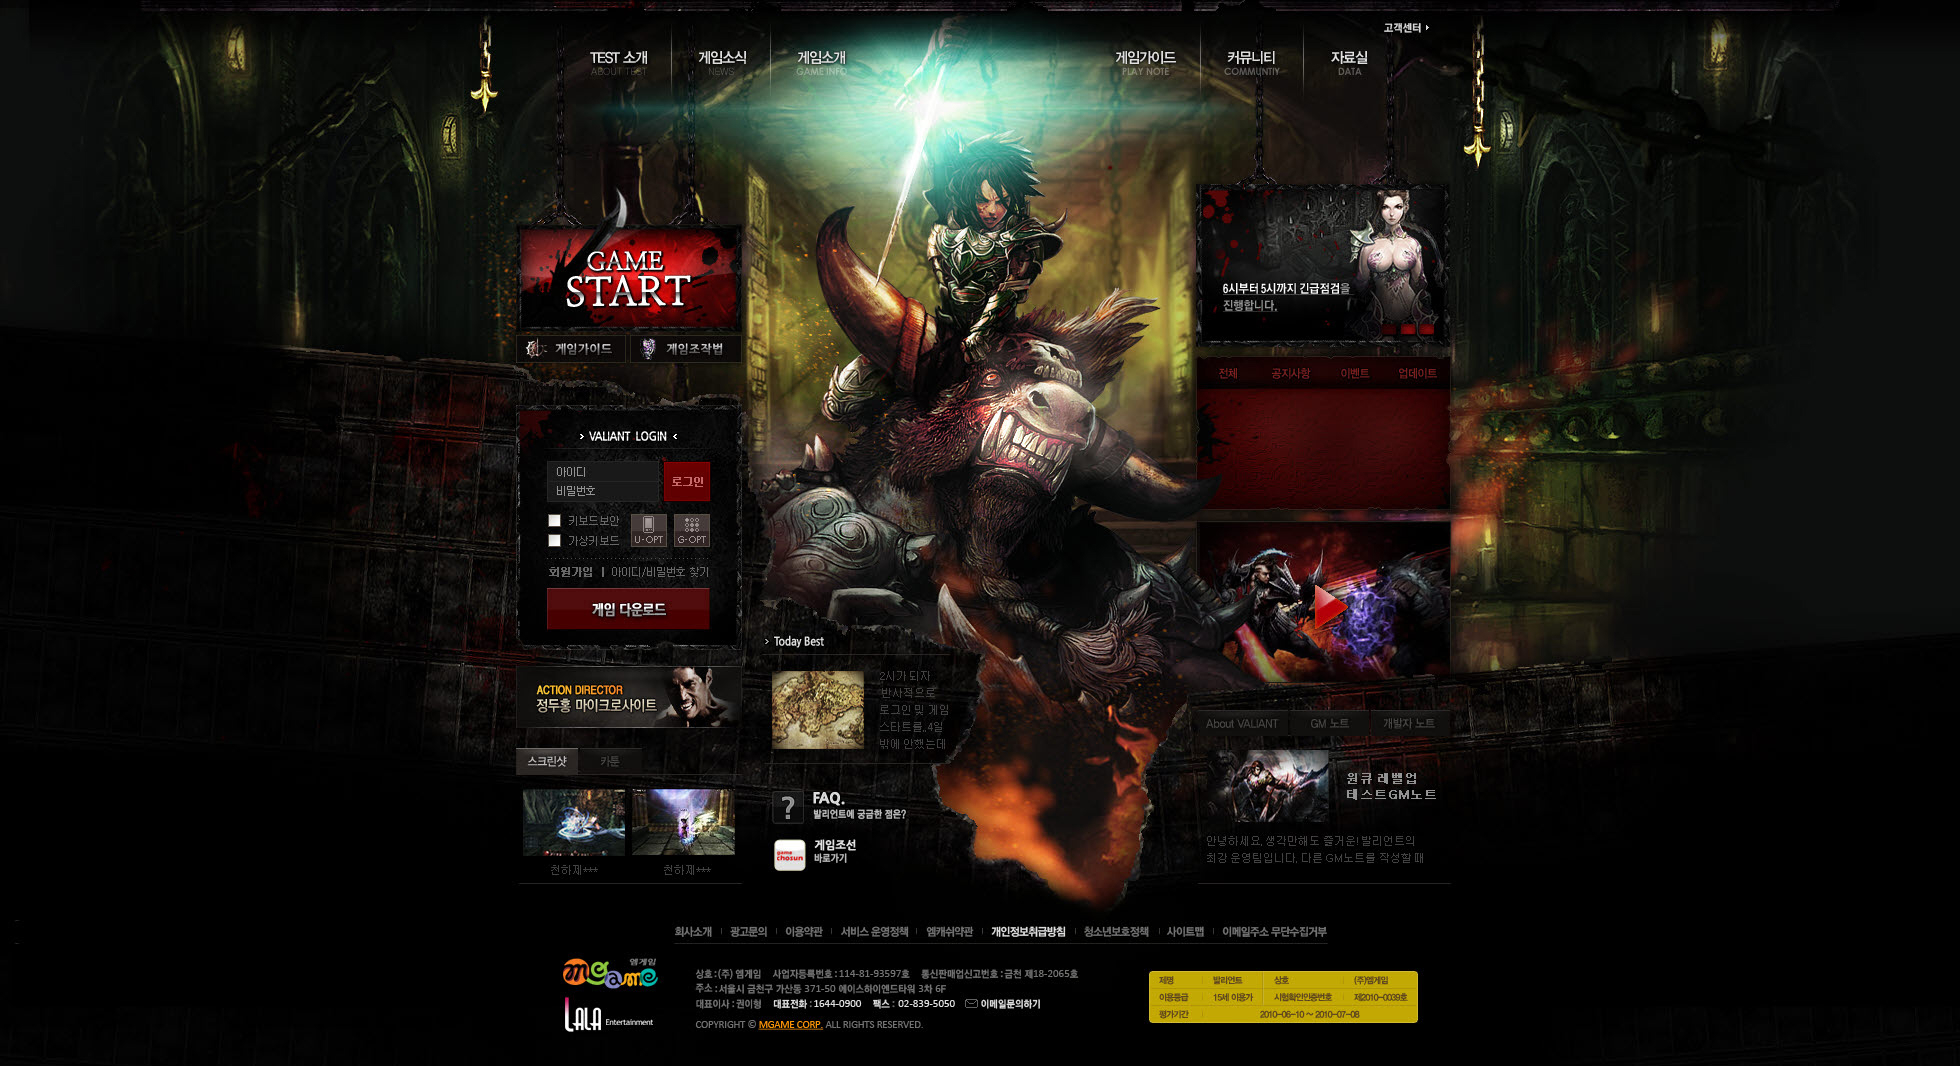 고객센터
TEST 소개
ABOUT TEST
게임소식
NEWS
게임소개
GAME INFO
게임가이드
PLAY NOTE
커뮤니티
COMMUNTIY
자료실
DATA
GAME
START
게임가이드
게임조작법
VALIANT LOGIN
아이디
비밀번호
로그인
키보드보안
가상키보드
U-OPT
G-OPT
회원가입 | 아이디/비밀번호 찾기
게임 다운로드
ACTION DIRECTOR
정두홍 마이크로사이트
스크린샷
카툰
천하제***
천하제***
Today Best
2시가 되자
반사적으로
로그인 및 게임
스타트를..4일
밖에 안했는데
?
FAQ.
발리언트에 궁금한 점은?
game
chosun
게임조선
바로가기
6시부터 5시까지 긴급점검을
진행합니다.
전체
공지사항
이벤트
업데이트
About VALIANT
GM 노트
개발자 노트
원큐 레벨업
테스트GM노트
안녕하세요, 생각만해도 즐거운! 발리언트의
최강 운영팀입니다. 다른 GM노트를 작성할 때
회사소개 | 광고문의 | 이용약관 | 서비스 운영정책 | 엠캐쉬약관 | 개인정보취급방침 | 청소년보호정책 | 사이트맵 | 이메일주소 무단수집거부
엠게임
mgame
LALA Entertainment
상호 : (주) 엠게임 사업자등록번호 : 114-81-93597호 통신판매업신고번호 : 금천 제18-2065호
주소 : 서울시 금천구 가산동 371-50 에이스하이엔드타워 3차 6F
대표이사 : 권이형 대표전화 : 1644-0900 팩스 : 02-839-5050 이메일문의하기
COPYRIGHT © MGAME CORP. ALL RIGHTS RESERVED.
제명 발리언트 상호 (주)엠게임
이용등급 15세 이용가 시험확인인증번호 제2010-0039호
평가기간 2010-06-10 ~ 2010-07-08